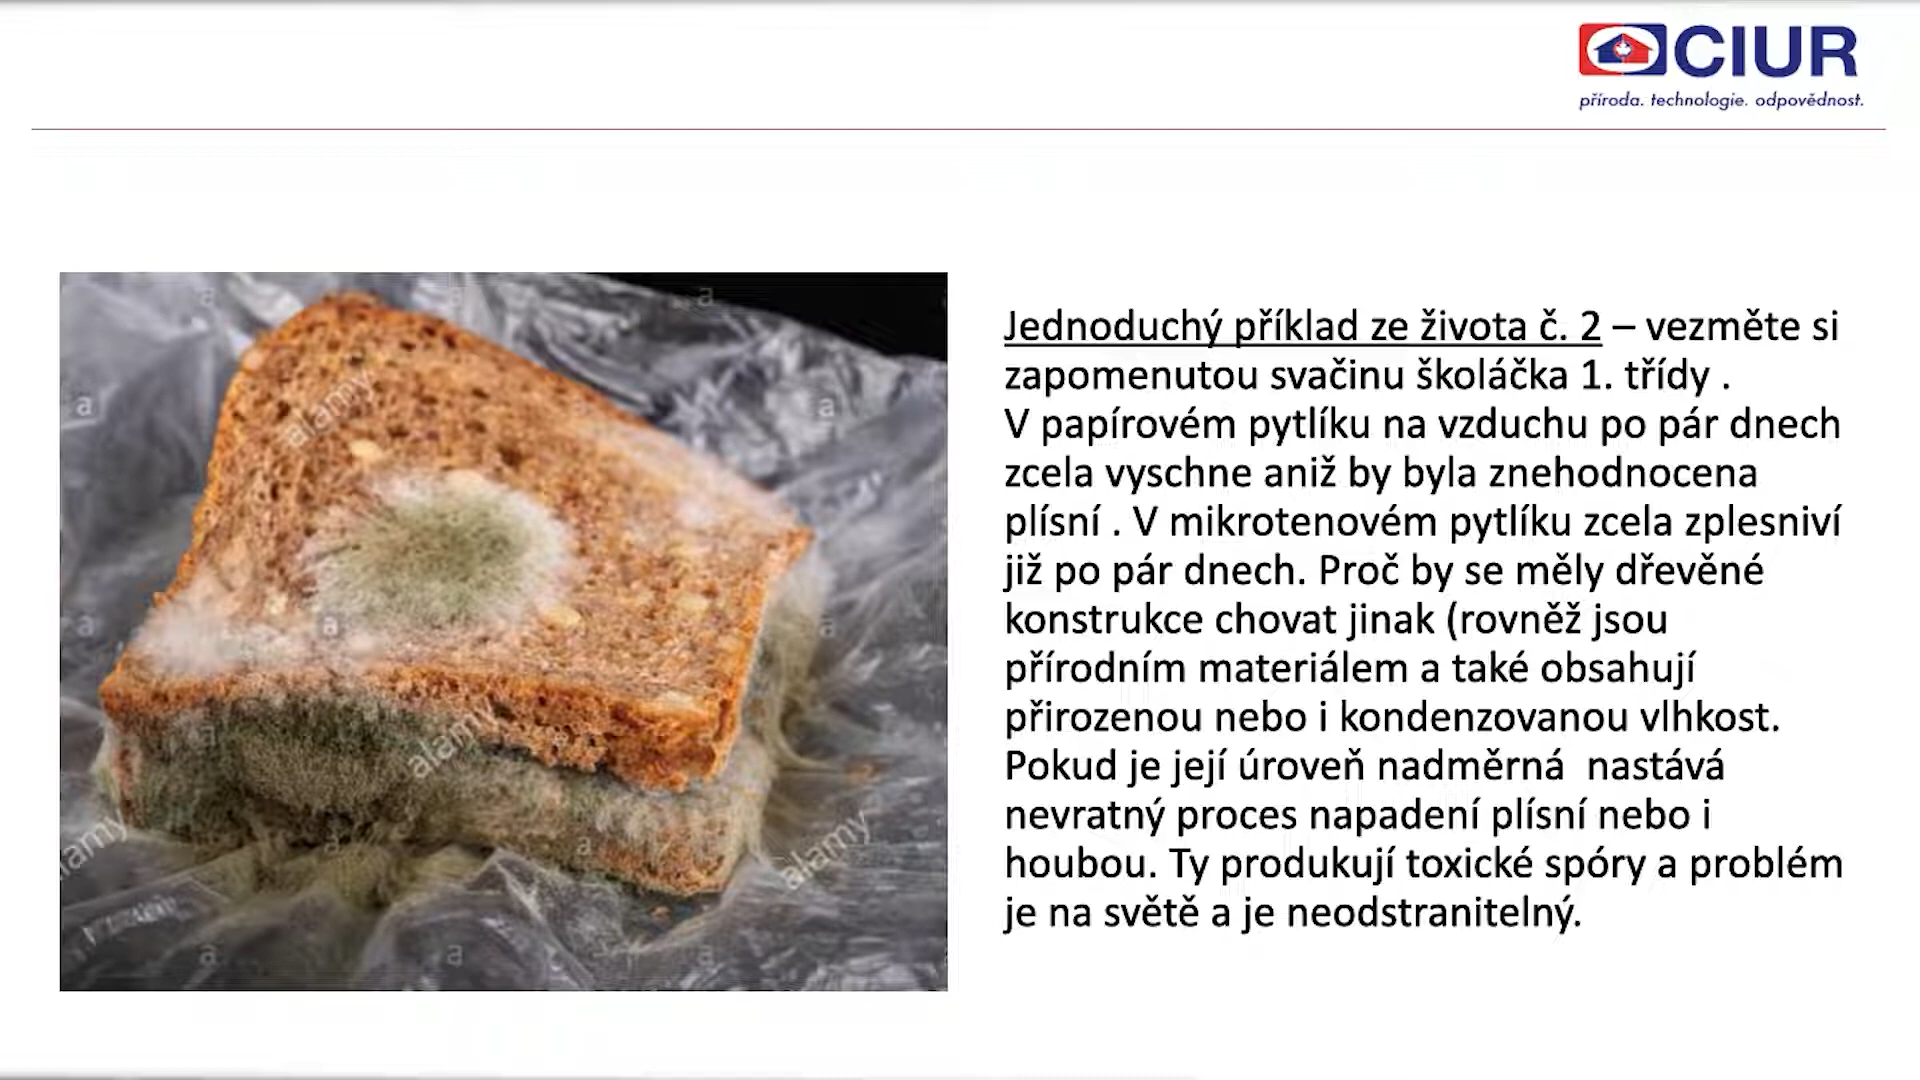 CIUR
příroda. technologie. odpovědnost.
Jednoduchý příklad ze života č. 2 – vezměte si
zapomenutou svačinu školáčka 1. třídy .
V papírovém pytlíku na vzduchu po pár dnech
zcela vyschne aniž by byla znehodnocena
plísní . V mikrotenovém pytlíku zcela zplesniví
již po pár dnech. Proč by se měly dřevěné
konstrukce chovat jinak (rovněž jsou
přírodním materiálem a také obsahují
přirozenou nebo i kondenzovanou vlhkost.
Pokud je její úroveň nadměrná  nastává
nevratný proces napadení plísní nebo i
houbou. Ty produkují toxické spóry a problém
je na světě a je neodstranitelný.
a
a
a
alamy
a
a
a
a
a
alamy
a
a
a
alamy
alamy
a
a
a